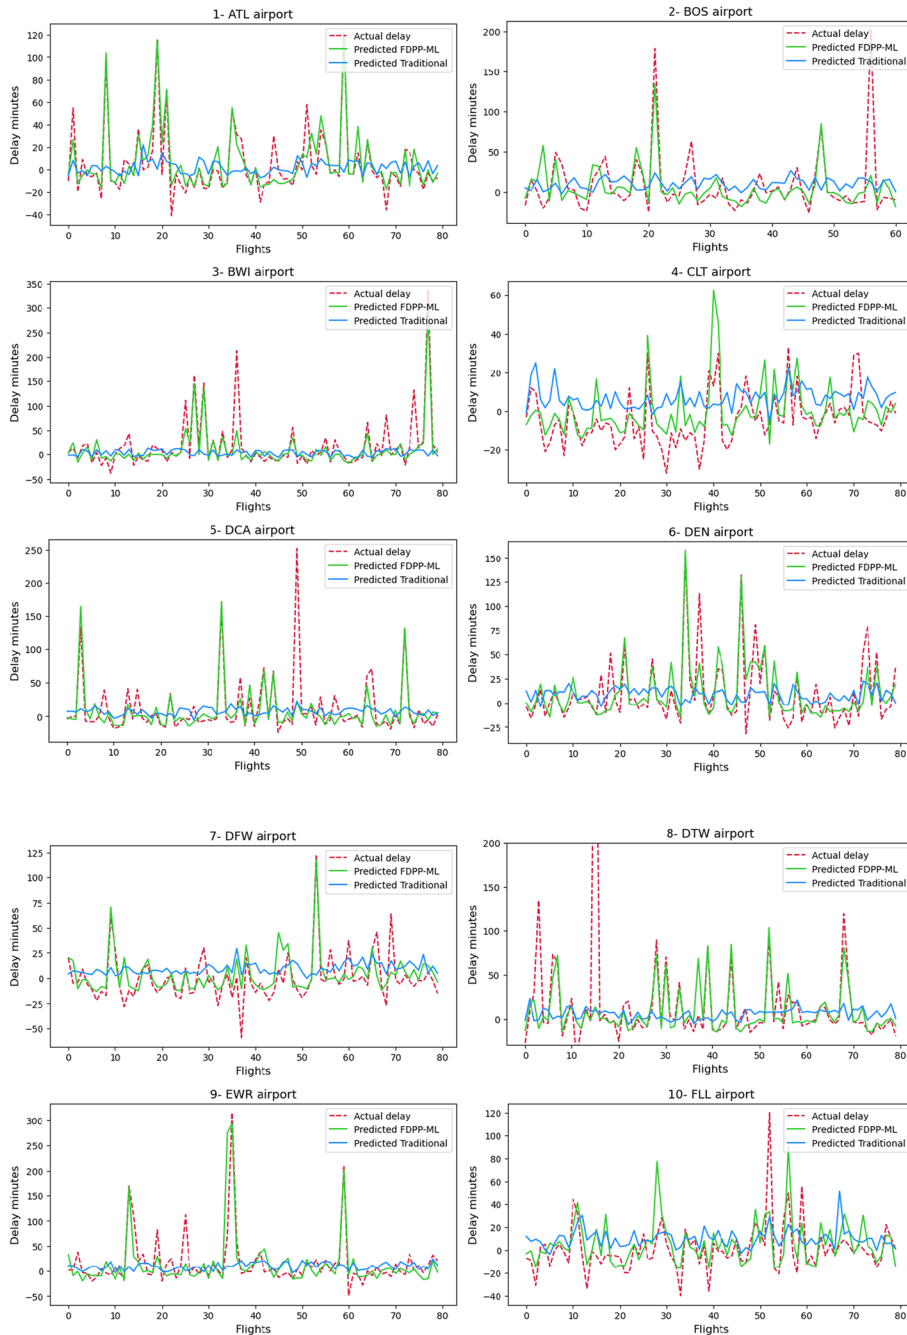 1- ATL airport
Delay minutes
120
100
80
60
40
20
0
−20
−40
Actual delay
Predicted FDPP-ML
Predicted Traditional
0 10 20 30 40 50 60 70 80
Flights
2- BOS airport
Delay minutes
200
150
100
50
0
Actual delay
Predicted FDPP-ML
Predicted Traditional
0 10 20 30 40 50 60
Flights
3- BWI airport
Delay minutes
350
300
250
200
150
100
50
0
−50
Actual delay
Predicted FDPP-ML
Predicted Traditional
0 10 20 30 40 50 60 70 80
Flights
4- CLT airport
Delay minutes
60
40
20
0
−20
Actual delay
Predicted FDPP-ML
Predicted Traditional
0 10 20 30 40 50 60 70 80
Flights
5- DCA airport
Delay minutes
250
200
150
100
50
0
Actual delay
Predicted FDPP-ML
Predicted Traditional
0 10 20 30 40 50 60 70 80
Flights
6- DEN airport
Delay minutes
150
125
100
75
50
25
0
−25
Actual delay
Predicted FDPP-ML
Predicted Traditional
0 10 20 30 40 50 60 70 80
Flights
7- DFW airport
Delay minutes
125
100
75
50
25
0
−25
−50
Actual delay
Predicted FDPP-ML
Predicted Traditional
0 10 20 30 40 50 60 70 80
Flights
8- DTW airport
Delay minutes
200
150
100
50
0
Actual delay
Predicted FDPP-ML
Predicted Traditional
0 10 20 30 40 50 60 70 80
Flights
9- EWR airport
Delay minutes
300
250
200
150
100
50
0
−50
Actual delay
Predicted FDPP-ML
Predicted Traditional
0 10 20 30 40 50 60 70 80
Flights
10- FLL airport
Delay minutes
120
100
80
60
40
20
0
−20
−40
Actual delay
Predicted FDPP-ML
Predicted Traditional
0 10 20 30 40 50 60 70 80
Flights